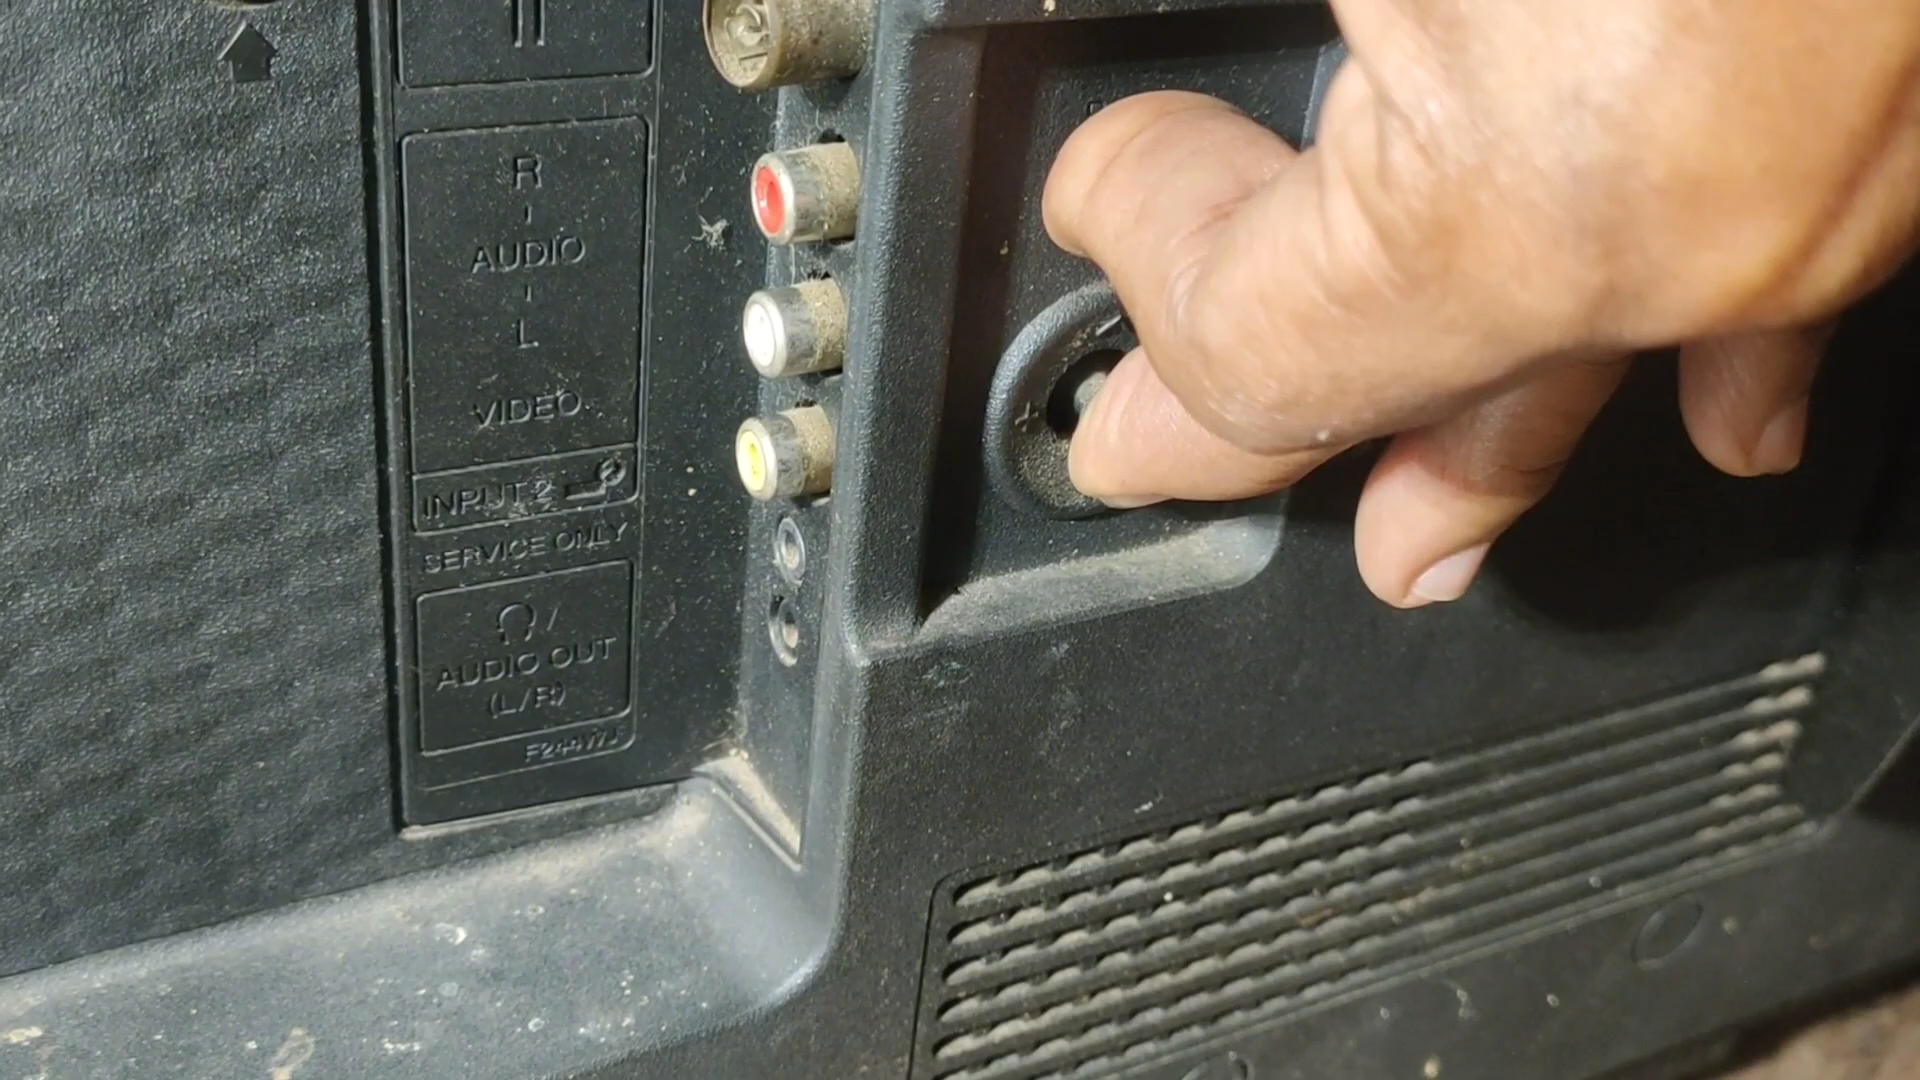 R
AUDIO
L
VIDEO
INPUT 2
SERVICE ONLY
+
/
AUDIO OUT
(L/R)